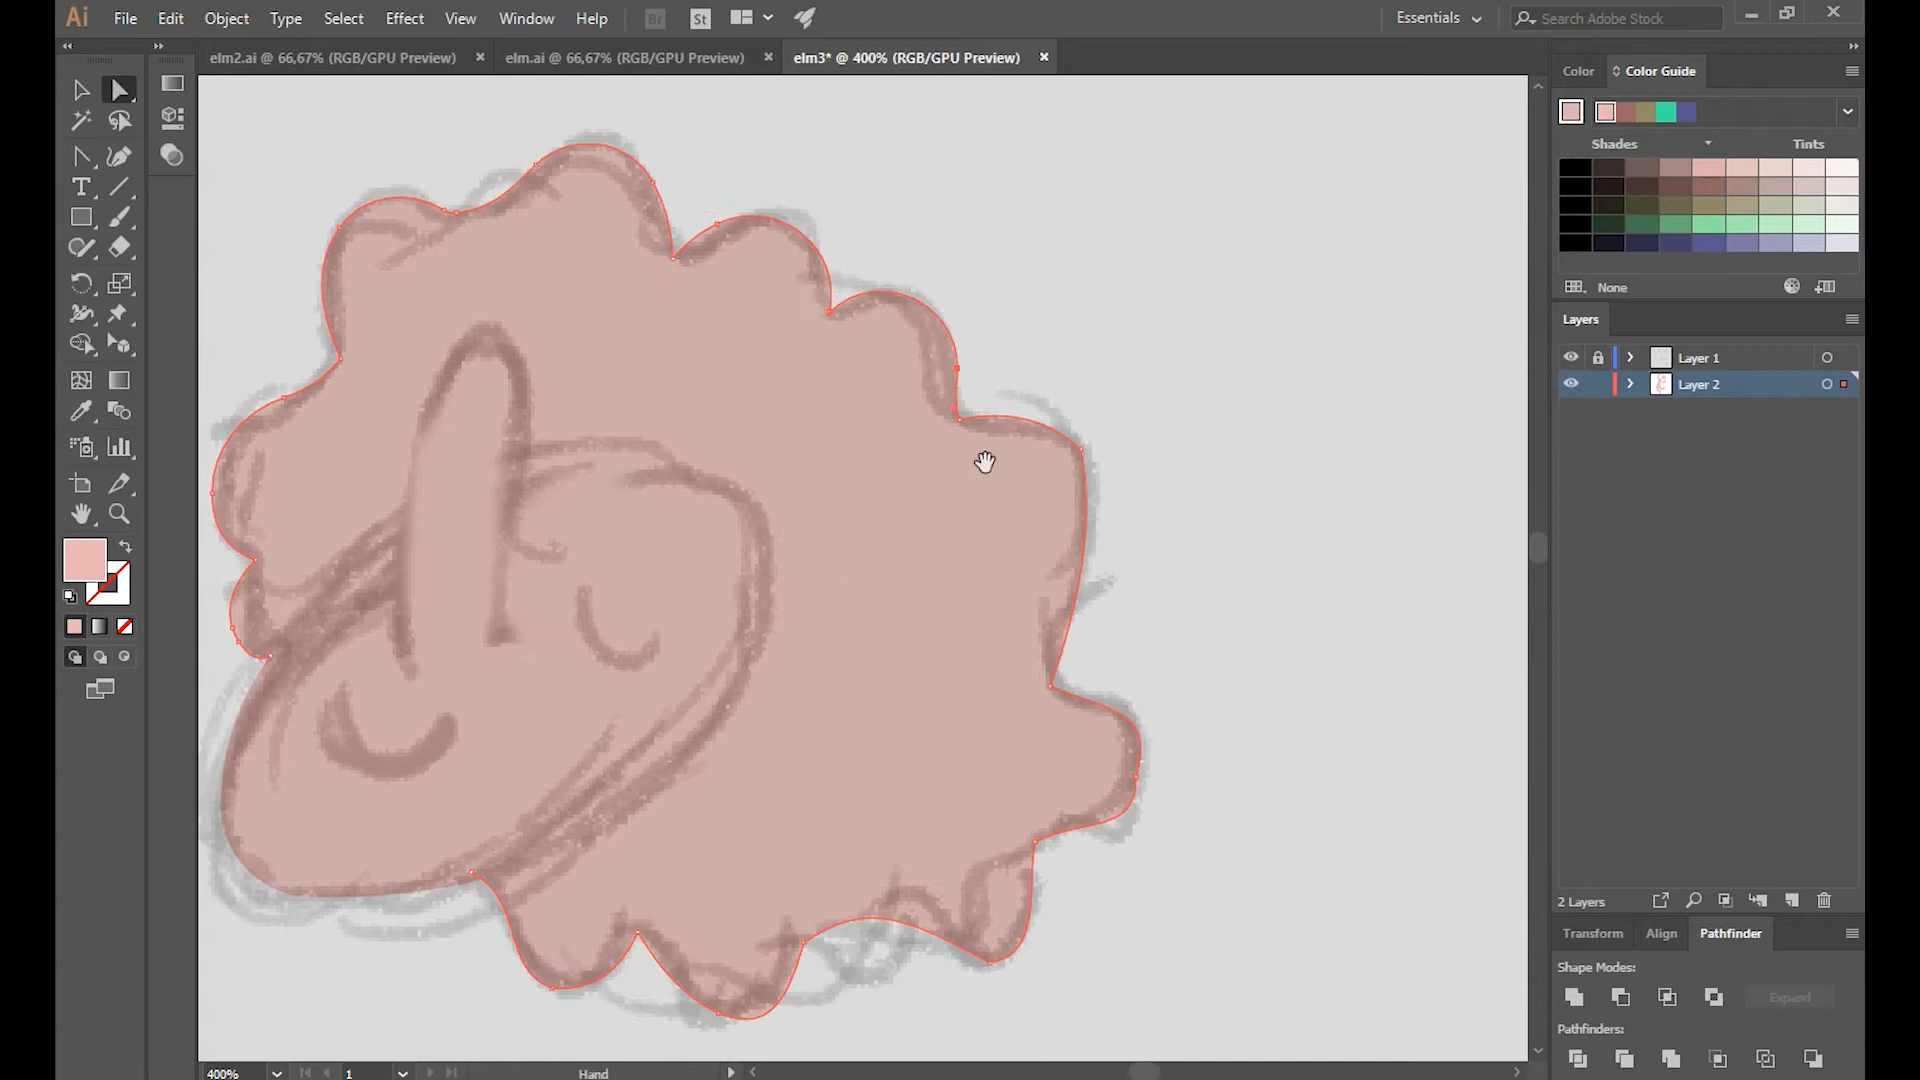 Ai File Edit Object Type Select Effect View Window Help Br St Essentials Search Adobe Stock
elm2.ai @ 66,67% (RGB/GPU Preview) elm.ai @ 66,67% (RGB/GPU Preview) elm3* @ 400% (RGB/GPU Preview)
Color Color Guide
Shades Tints
T
None
Layers
Layer 1
Layer 2
2 Layers
Transform Align Pathfinder
Shape Modes:
Expand
Pathfinders:
400% 1 Hand